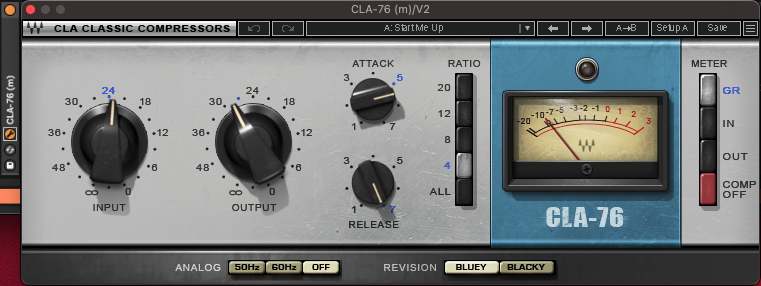 CLA-76 (m)/V2
CLA-76 (m)
CLA CLASSIC COMPRESSORS
A: Start Me Up
A→B
Setup A
Save
ATTACK
RATIO
METER
24
30 18
36 12
48 6
∞ 0
INPUT
30 18
36 12
48 6
∞ 0
OUTPUT
3 5
1 7
3 5
1 7
RELEASE
20
12
8
4
ALL
-20 -10 -7 -5 -3 -2 -1 0 1 2 3
CLA-76
GR
IN
OUT
COMP
OFF
ANALOG 50Hz 60Hz OFF
REVISION BLUEY BLACKY